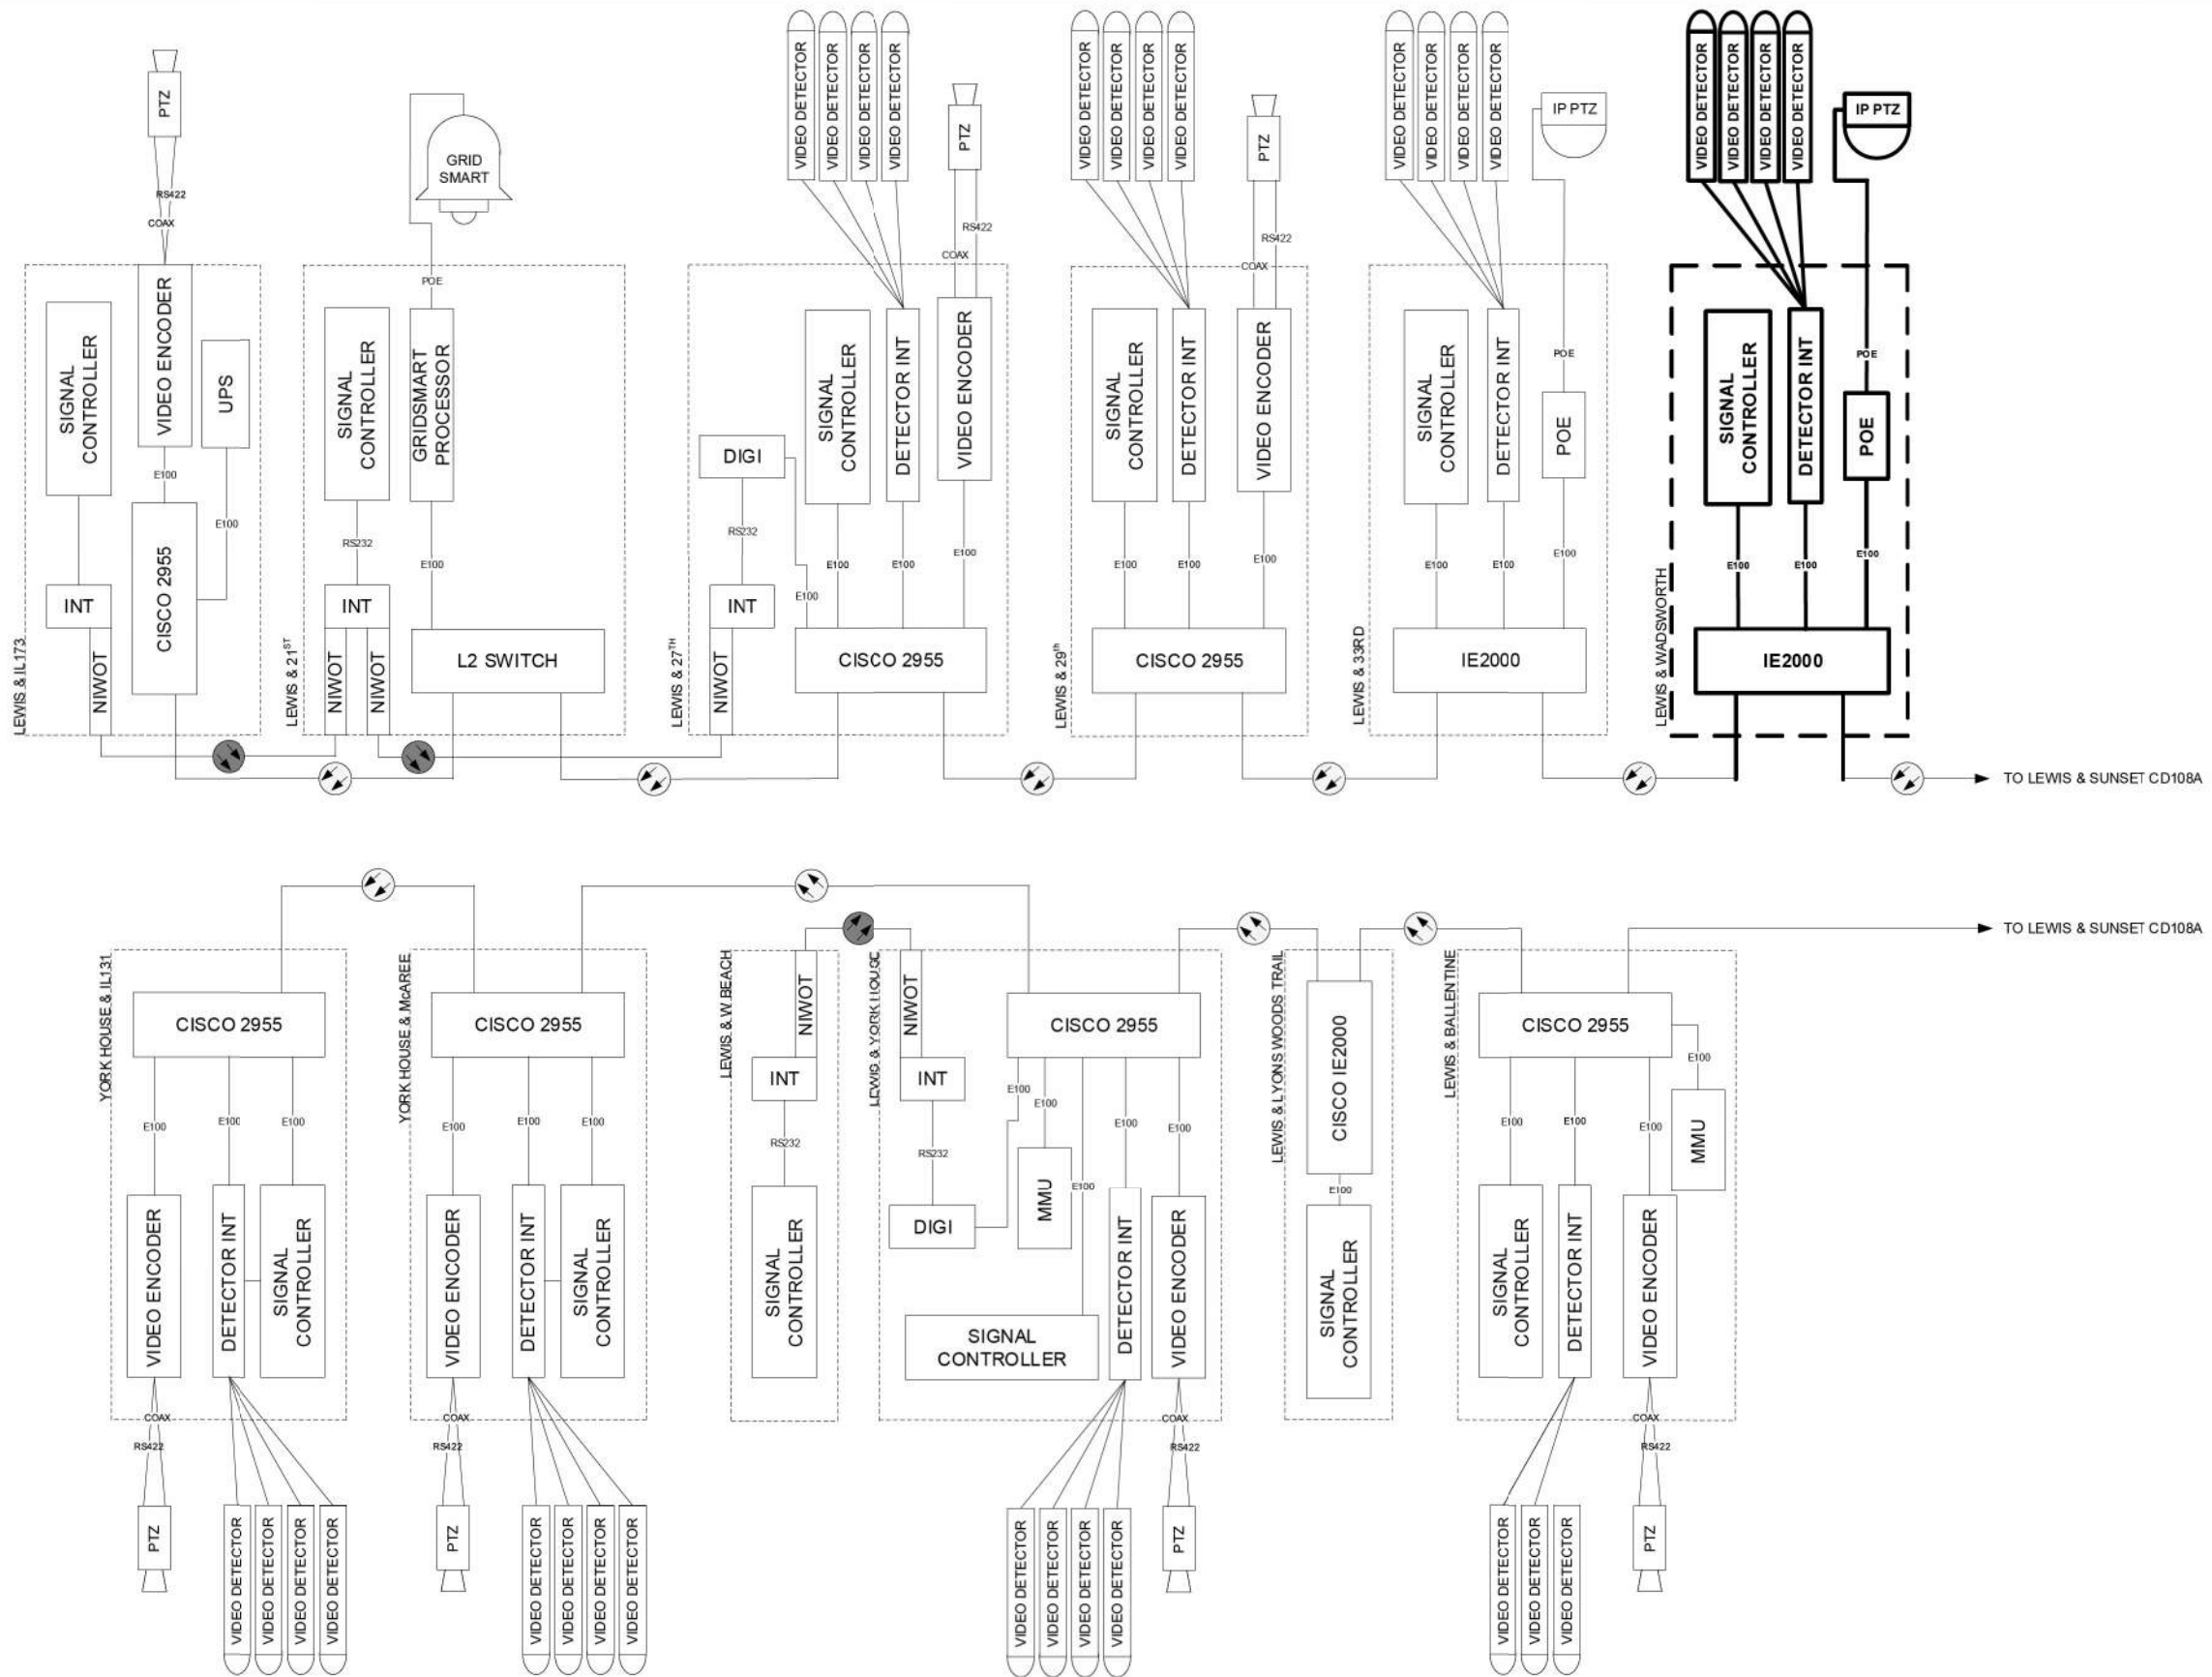 PTZ
RS422
COAX
SIGNAL
CONTROLLER
VIDEO ENCODER
UPS
E100
E100
CISCO 2955
INT
NIWOT
LEWIS & IL173
GRID
SMART
POE
SIGNAL
CONTROLLER
GRIDSMART
PROCESSOR
RS232
E100
INT
NIWOT
NIWOT
L2 SWITCH
LEWIS & 21ST
VIDEO DETECTOR
VIDEO DETECTOR
VIDEO DETECTOR
VIDEO DETECTOR
PTZ
RS422
COAX
DIGI
SIGNAL
CONTROLLER
DETECTOR INT
VIDEO ENCODER
RS232
E100
E100
E100
E100
INT
NIWOT
CISCO 2955
LEWIS & 27TH
VIDEO DETECTOR
VIDEO DETECTOR
VIDEO DETECTOR
VIDEO DETECTOR
PTZ
RS422
COAX
SIGNAL
CONTROLLER
DETECTOR INT
VIDEO ENCODER
E100
E100
E100
CISCO 2955
LEWIS & 29th
VIDEO DETECTOR
VIDEO DETECTOR
VIDEO DETECTOR
VIDEO DETECTOR
IP PTZ
POE
SIGNAL
CONTROLLER
DETECTOR INT
POE
E100
E100
E100
IE2000
LEWIS & 33RD
VIDEO DETECTOR
VIDEO DETECTOR
VIDEO DETECTOR
VIDEO DETECTOR
IP PTZ
POE
SIGNAL
CONTROLLER
DETECTOR INT
POE
E100
E100
E100
IE2000
LEWIS & WADSWORTH
TO LEWIS & SUNSET CD108A
YORK HOUSE & IL131
CISCO 2955
E100
E100
E100
VIDEO ENCODER
DETECTOR INT
SIGNAL
CONTROLLER
COAX
RS422
PTZ
VIDEO DETECTOR
VIDEO DETECTOR
VIDEO DETECTOR
VIDEO DETECTOR
YORK HOUSE & McAREE
CISCO 2955
E100
E100
E100
VIDEO ENCODER
DETECTOR INT
SIGNAL
CONTROLLER
COAX
RS422
PTZ
VIDEO DETECTOR
VIDEO DETECTOR
VIDEO DETECTOR
VIDEO DETECTOR
LEWIS & W BEACH
NIWOT
INT
RS232
SIGNAL
CONTROLLER
LEWIS & YORK HOUSE
NIWOT
INT
RS232
DIGI
CISCO 2955
E100
E100
E100
E100
E100
MMU
SIGNAL
CONTROLLER
DETECTOR INT
VIDEO ENCODER
COAX
RS422
PTZ
VIDEO DETECTOR
VIDEO DETECTOR
VIDEO DETECTOR
VIDEO DETECTOR
LEWIS & LYONS WOODS TRAIL
CISCO IE2000
E100
SIGNAL
CONTROLLER
LEWIS & BALLENTINE
CISCO 2955
E100
E100
E100
E100
MMU
SIGNAL
CONTROLLER
DETECTOR INT
VIDEO ENCODER
COAX
RS422
PTZ
VIDEO DETECTOR
VIDEO DETECTOR
VIDEO DETECTOR
TO LEWIS & SUNSET CD108A